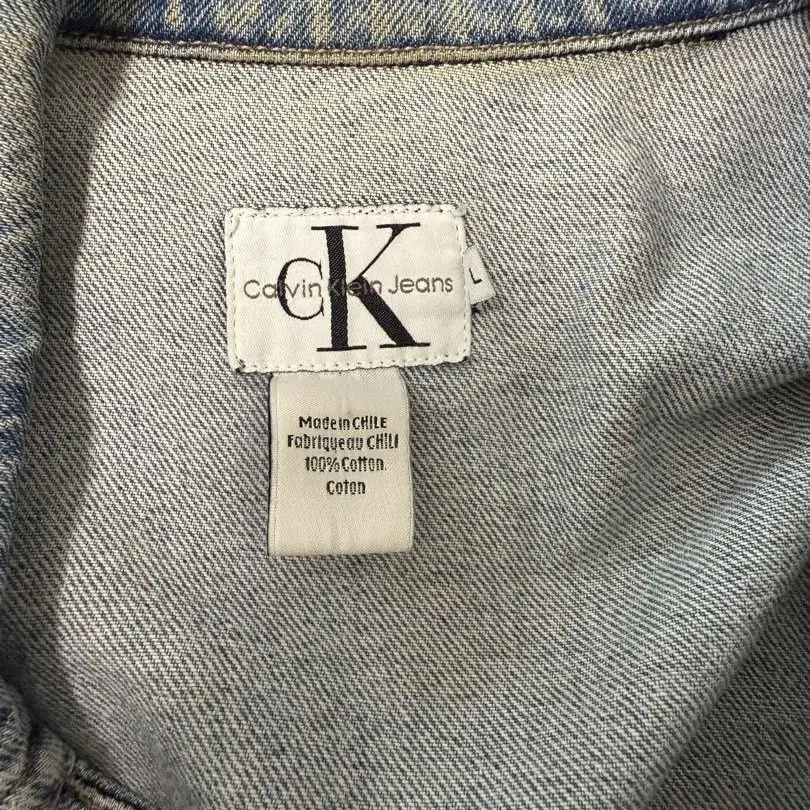 CK
Calvin Klein Jeans
L
Made in CHILE
Fabrique au CHILI
100% Cotton
Coton